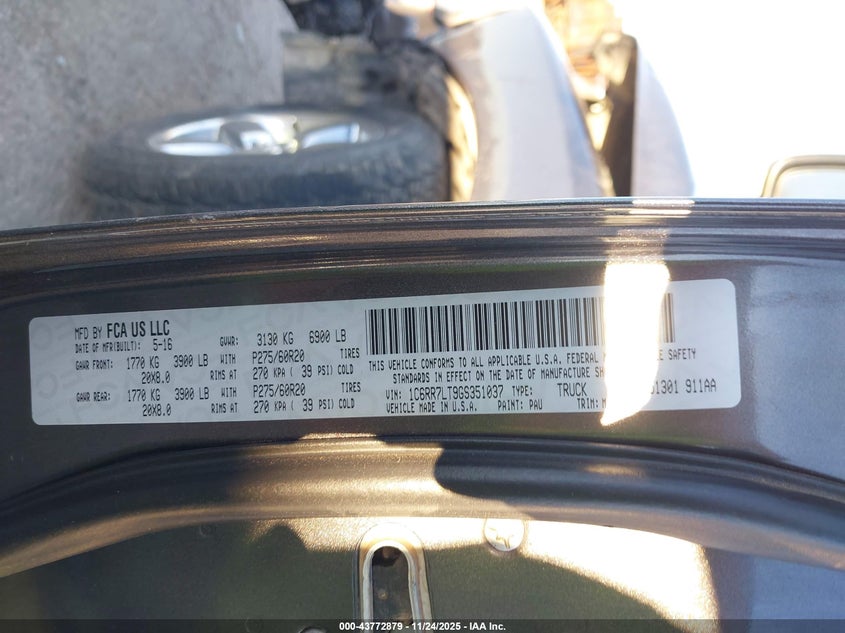 MFD BY FCA US LLC
DATE OF MFR(BUILT): 5-16 GVWR: 3130 KG 6900 LB
GAWR FRONT: 1770 KG 3900 LB WITH P275/60R20 TIRES
20X8.0 RIMS AT 270 KPA ( 39 PSI) COLD
GAWR REAR: 1770 KG 3900 LB WITH P275/60R20 TIRES
20X8.0 RIMS AT 270 KPA ( 39 PSI) COLD
THIS VEHICLE CONFORMS TO ALL APPLICABLE U.S.A. FEDERAL SAFETY
STANDARDS IN EFFECT ON THE DATE OF MANUFACTURE
VIN: 1C6RR7LT9GS351037 TYPE: TRUCK
VEHICLE MADE IN U.S.A. PAINT: PAU TRIM: 911AA
000-43772879 - 11/24/2025 - IAA Inc.